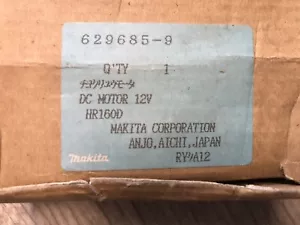 629685-9
Q'TY 1
DC MOTOR 12V
HR160D
MAKITA CORPORATION
ANJO,AICHI,JAPAN
makita